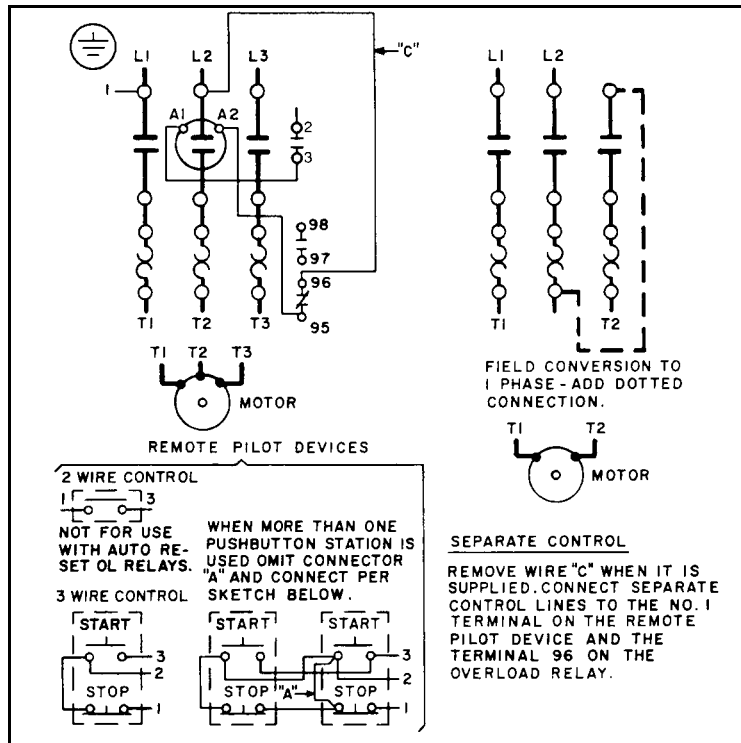 L1 L2 L3
"C"
1
A1 A2
2
3
98
97
96
95
T1 T2 T3
T1 T2 T3
MOTOR
L1 L2
T1 T2
FIELD CONVERSION TO
1 PHASE-ADD DOTTED
CONNECTION.
T1 T2
MOTOR
REMOTE PILOT DEVICES
2 WIRE CONTROL
1 3
NOT FOR USE
WITH AUTO RE-
SET OL RELAYS.
3 WIRE CONTROL
START
3
2
STOP
1
WHEN MORE THAN ONE
PUSHBUTTON STATION IS
USED OMIT CONNECTOR
"A" AND CONNECT PER
SKETCH BELOW.
START START
3
2
STOP "A" STOP
1
SEPARATE CONTROL
REMOVE WIRE "C" WHEN IT IS
SUPPLIED. CONNECT SEPARATE
CONTROL LINES TO THE NO. 1
TERMINAL ON THE REMOTE
PILOT DEVICE AND THE
TERMINAL 96 ON THE
OVERLOAD RELAY.